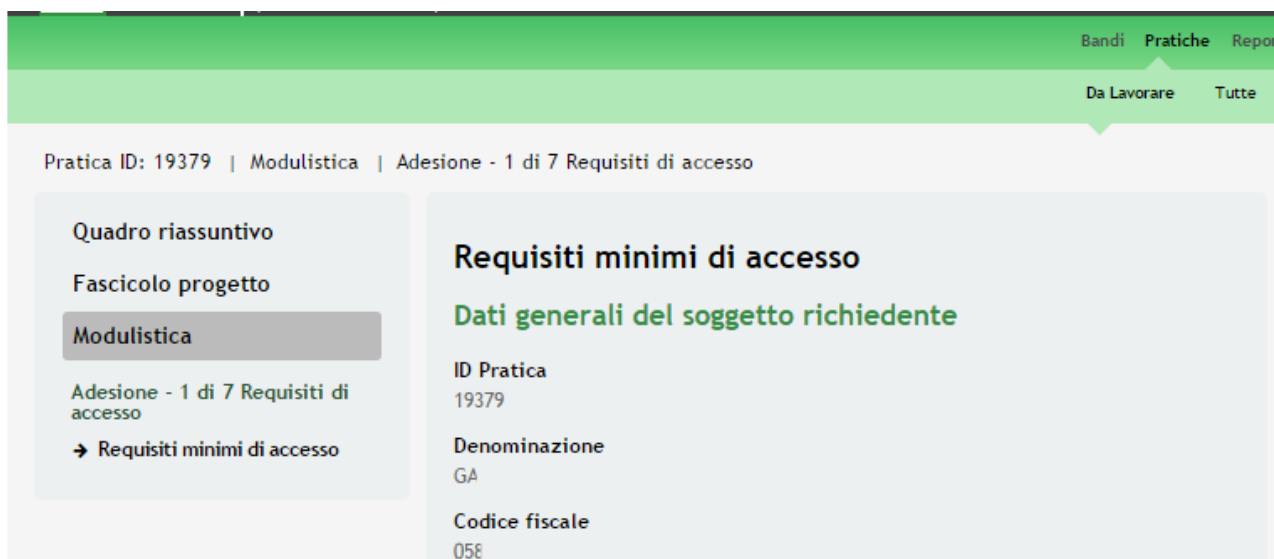 Bandi Pratiche Repor
Da Lavorare Tutte
Pratica ID: 19379 | Modulistica | Adesione - 1 di 7 Requisiti di accesso
Quadro riassuntivo
Fascicolo progetto
Modulistica
Adesione - 1 di 7 Requisiti di
accesso
→ Requisiti minimi di accesso
Requisiti minimi di accesso
Dati generali del soggetto richiedente
ID Pratica
19379
Denominazione
GA
Codice fiscale
058